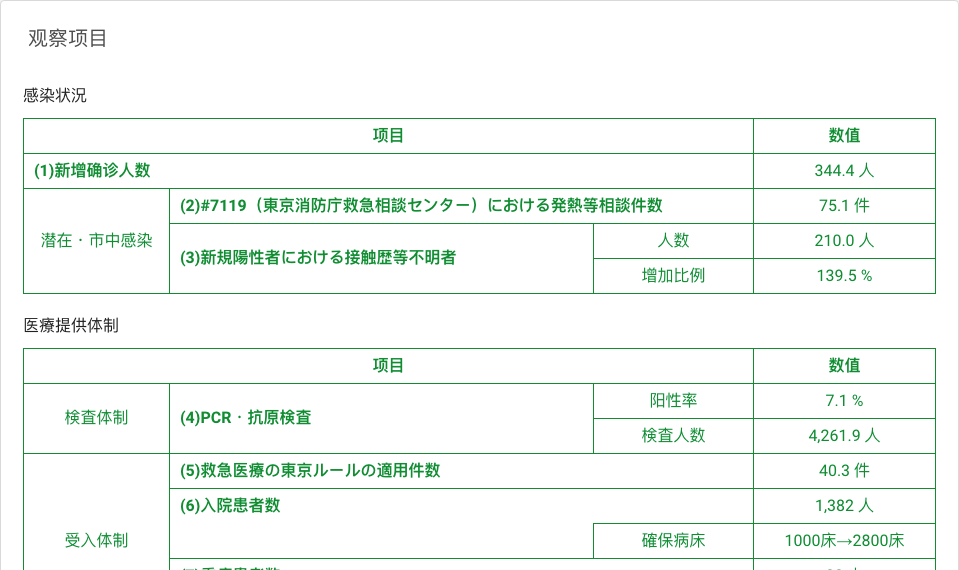 观察项目
感染状況
项目 数值
(1)新增确诊人数 344.4 人
潜在・市中感染
(2)#7119（東京消防庁救急相談センター）における発熱等相談件数 75.1 件
(3)新規陽性者における接触歴等不明者
人数 210.0 人
增加比例 139.5 %
医療提供体制
项目 数值
検査体制
(4)PCR・抗原検査
阳性率 7.1 %
検査人数 4,261.9 人
受入体制
(5)救急医療の東京ルールの適用件数 40.3 件
(6)入院患者数 1,382 人
確保病床 1000床→2800床